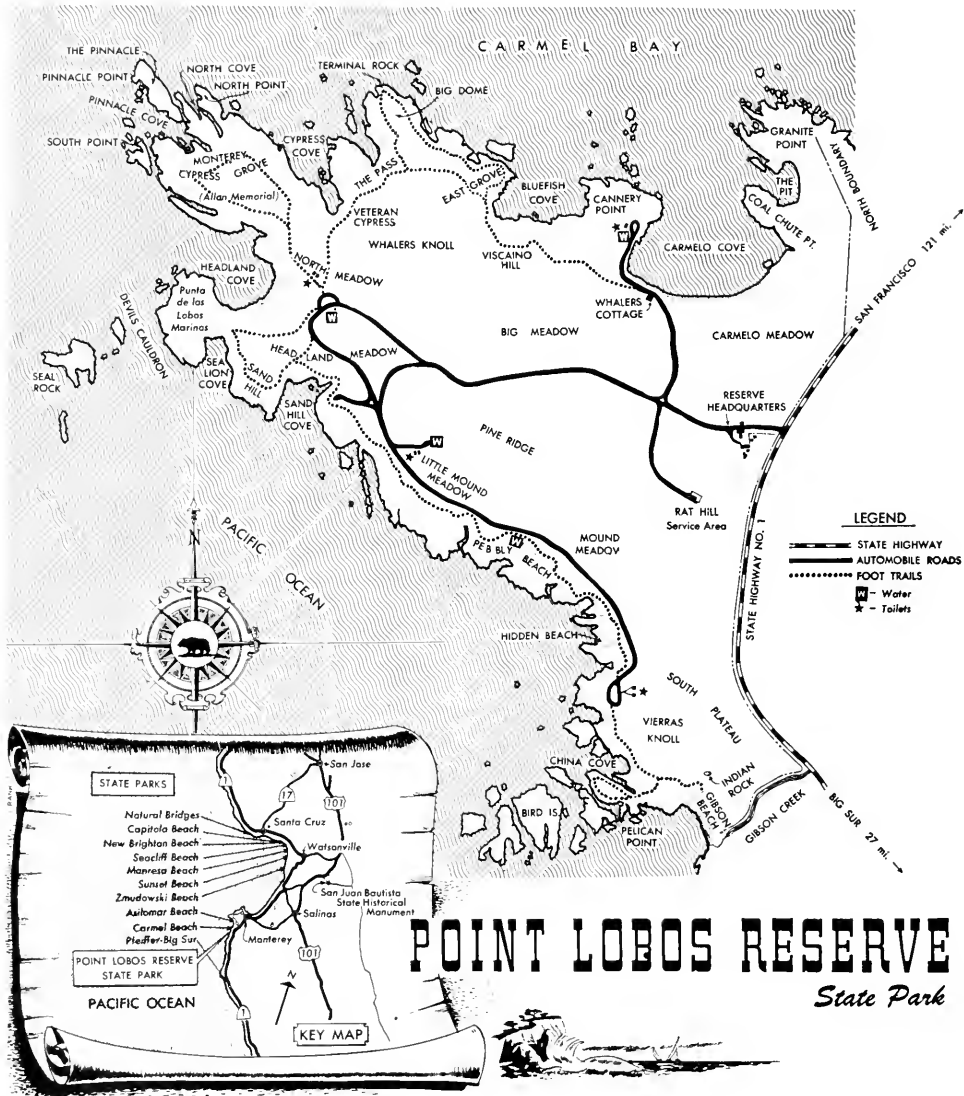 CARMEL BAY
THE PINNACLE
PINNACLE POINT
NORTH COVE
NORTH POINT
PINNACLE COVE
SOUTH POINT
TERMINAL ROCK
BIG DOME
CYPRESS
COVE
MONTEREY
CYPRESS GROVE
(Allan Memorial)
THE PASS
EAST GROVE
VETERAN
CYPRESS
WHALERS KNOLL
BLUEFISH
COVE
CANNERY
POINT
W
GRANITE
POINT
THE
PIT
COAL CHUTE PT.
NORTH BOUNDARY
CARMELO COVE
VISCAINO
HILL
WHALERS
COTTAGE
SAN FRANCISCO 121 mi.
HEADLAND
COVE
NORTH MEADOW
W
Punta
de los
Lobos
Marinos
DEVILS CAULDRON
SEAL
ROCK
SEA
LION
COVE
HEADLAND MEADOW
SAND
HILL
SAND
HILL
COVE
BIG MEADOW
CARMELO MEADOW
RESERVE
HEADQUARTERS
PINE RIDGE
W
LITTLE MOUND
MEADOW
RAT HILL
Service Area
PACIFIC
OCEAN
N
W
PEBBLY BEACH
MOUND
MEADOW
STATE HIGHWAY NO. 1
LEGEND
STATE HIGHWAY
AUTOMOBILE ROADS
FOOT TRAILS
W - Water
★ - Toilets
HIDDEN BEACH
SOUTH PLATEAU
VIERRAS
KNOLL
CHINA COVE
BIRD IS.
PELICAN
POINT
INDIAN
ROCK
GIBSON
BEACH
GIBSON CREEK
BIG SUR 27 mi.
STATE PARKS
Natural Bridges
Capitola Beach
New Brighton Beach
Seacliff Beach
Manresa Beach
Sunset Beach
Zmudowski Beach
Asilomar Beach
Carmel Beach
Pfeiffer-Big Sur
POINT LOBOS RESERVE
STATE PARK
PACIFIC OCEAN
1
17
101
San Jose
Santa Cruz
Watsonville
San Juan Bautista
State Historical
Monument
Salinas
Monterey
101
1
N
KEY MAP
POINT LOBOS RESERVE
State Park